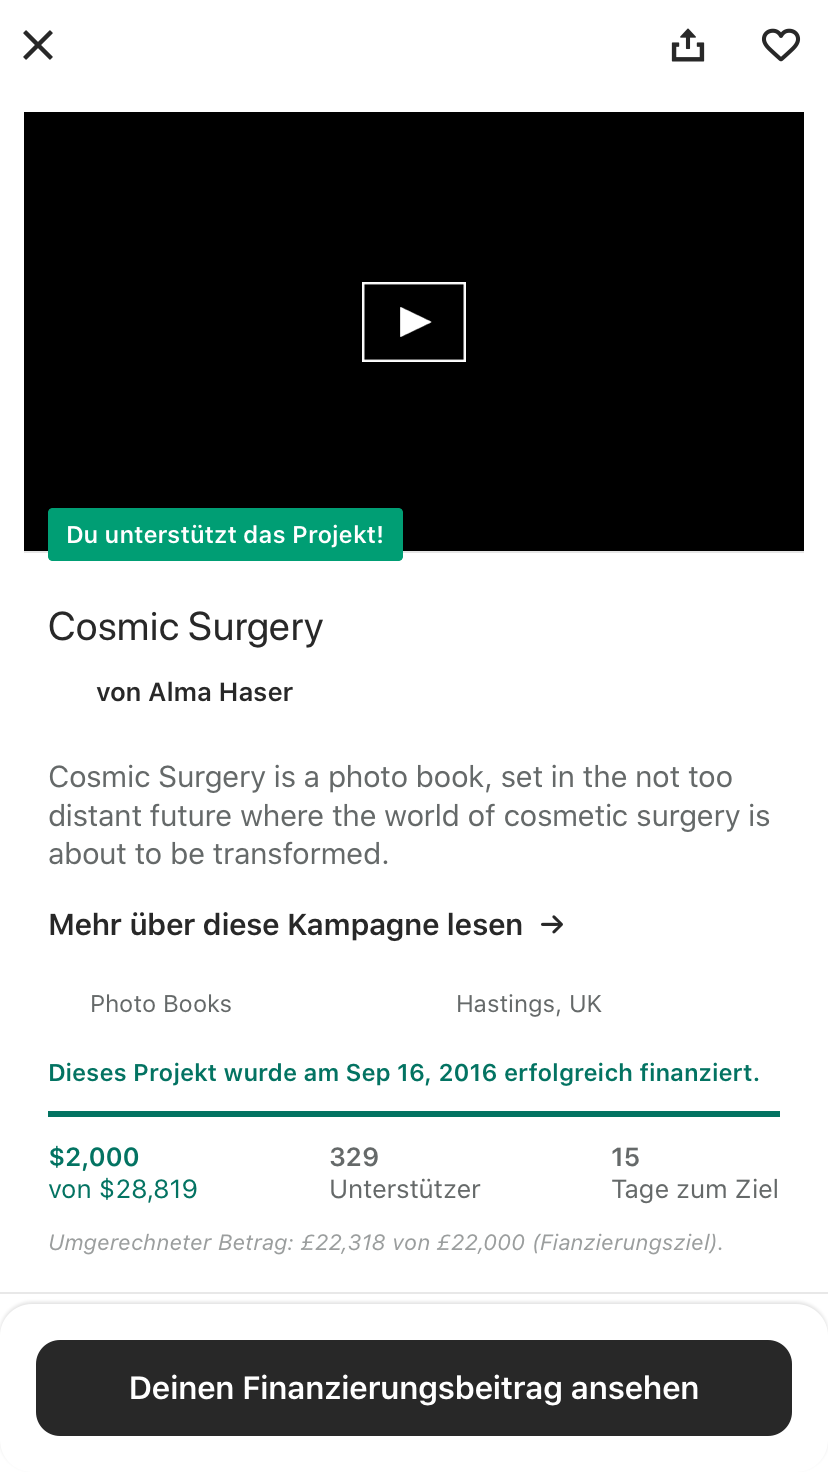 Du unterstützt das Projekt!
Cosmic Surgery
von Alma Haser
Cosmic Surgery is a photo book, set in the not too
distant future where the world of cosmetic surgery is
about to be transformed.
Mehr über diese Kampagne lesen →
Photo Books
Hastings, UK
Dieses Projekt wurde am Sep 16, 2016 erfolgreich finanziert.
$2,000
von $28,819
329
Unterstützer
15
Tage zum Ziel
Umgerechneter Betrag: £22,318 von £22,000 (Fianzierungsziel).
Deinen Finanzierungsbeitrag ansehen